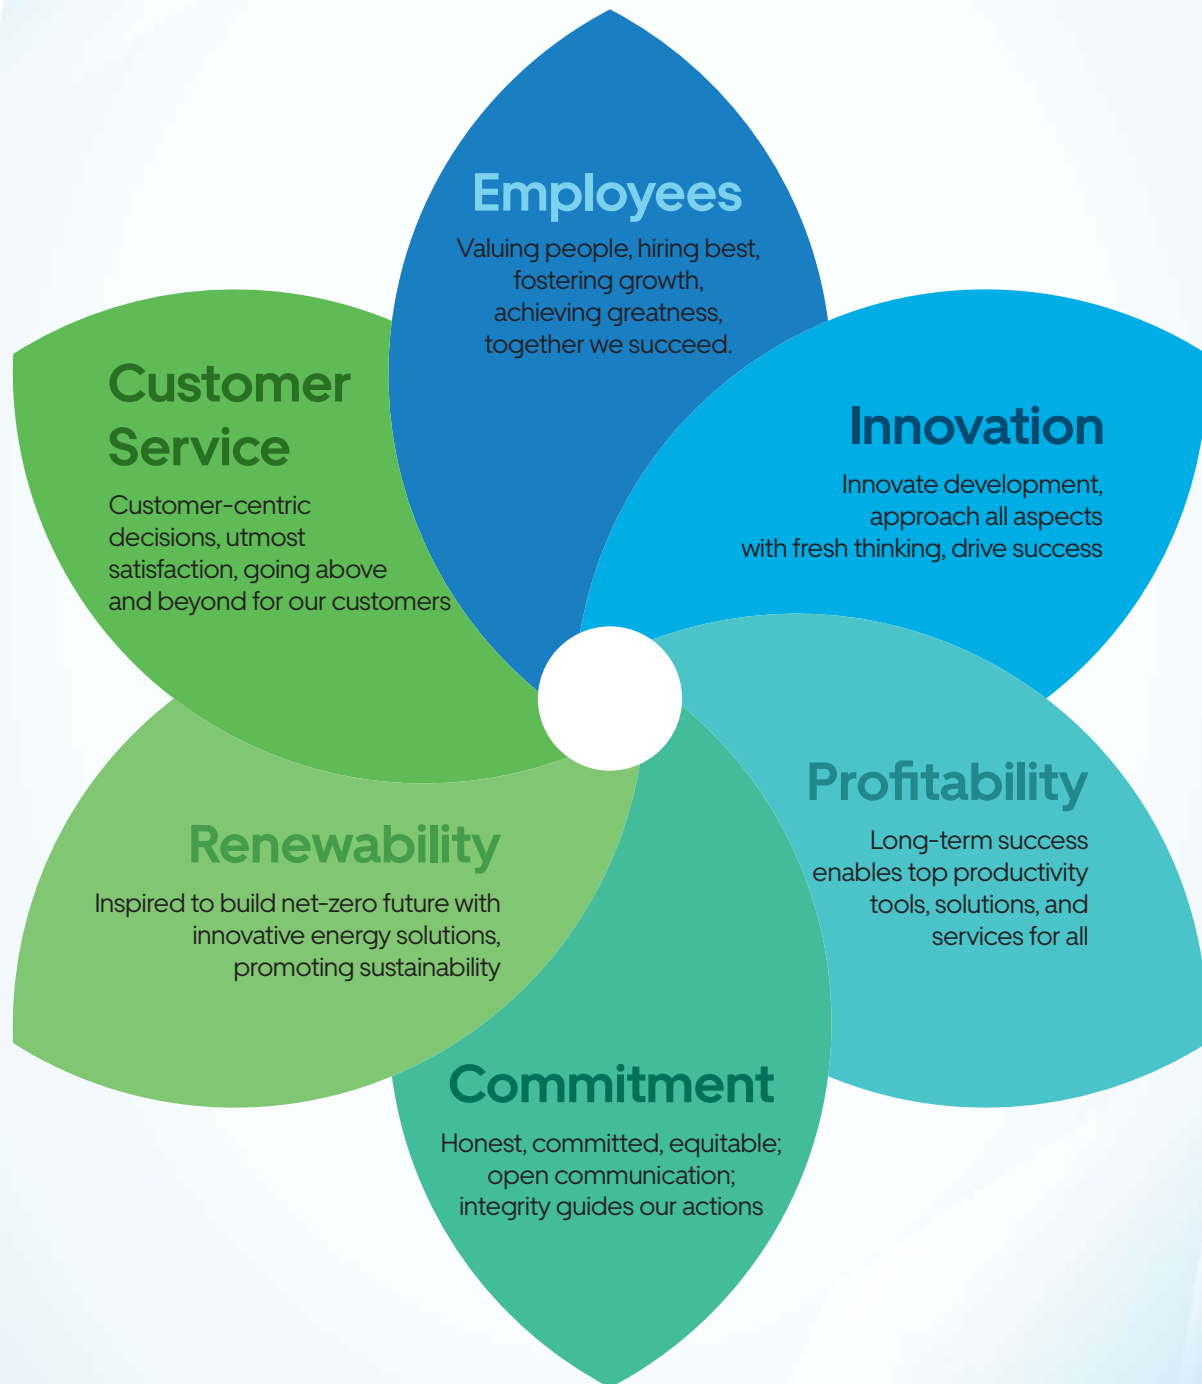 Employees
Valuing people, hiring best,
fostering growth,
achieving greatness,
together we succeed.
Innovation
Innovate development,
approach all aspects
with fresh thinking, drive success
Profitability
Long-term success
enables top productivity
tools, solutions, and
services for all
Commitment
Honest, committed, equitable;
open communication;
integrity guides our actions
Renewability
Inspired to build net-zero future with
innovative energy solutions,
promoting sustainability
Customer
Service
Customer-centric
decisions, utmost
satisfaction, going above
and beyond for our customers